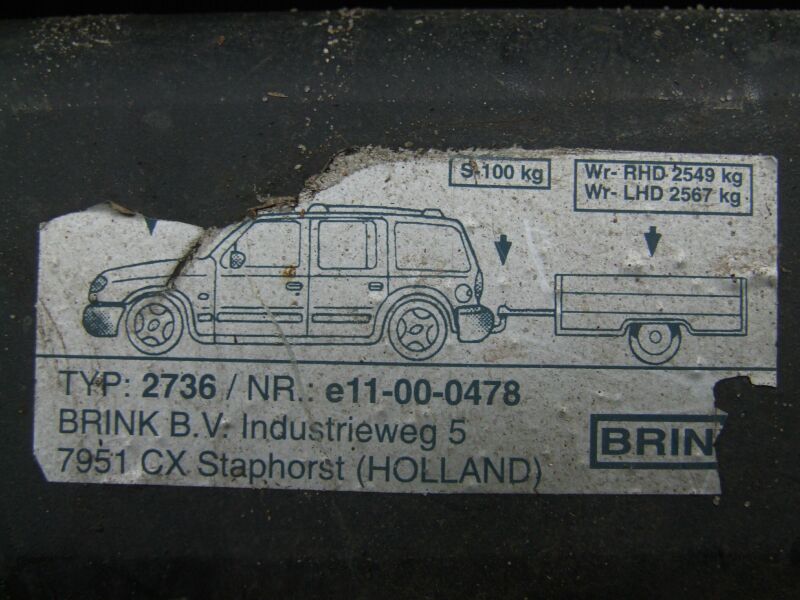 S-100 kg
Wr- RHD 2549 kg
Wr- LHD 2567 kg
TYP: 2736 / NR.: e11-00-0478
BRINK B.V. Industrieweg 5
7951 CX Staphorst (HOLLAND)
BRIN